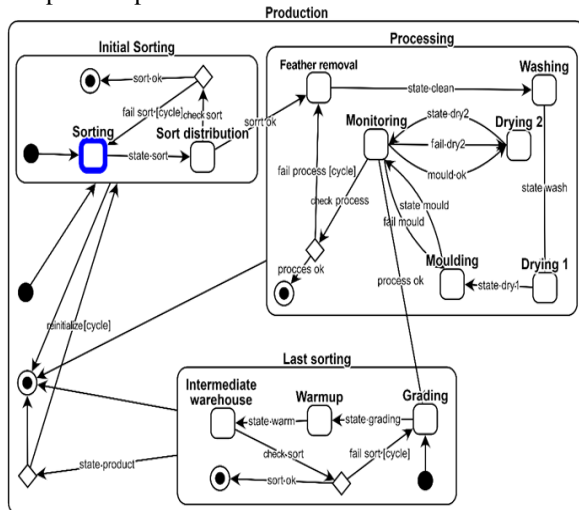 Production
Initial Sorting
Processing
sort ok
Feather removal
Washing
state-clean
check sort
fail sort [cycle]
sorrt ok
Sorting
Sort distribution
state-sort
Monitoring
state-dry2
Drying 2
fail-dry2
mould-ok
fail process [cycle]
check process
state mould
fail mould
state wash
procces ok
process ok
Moulding
Drying 1
state-dry-1
reinitialize[cycle]
Last sorting
Intermediate
warehouse
Warmup
Grading
state-warm
state-grading
check-sort
fail sort [cycle]
state-product
sort ok